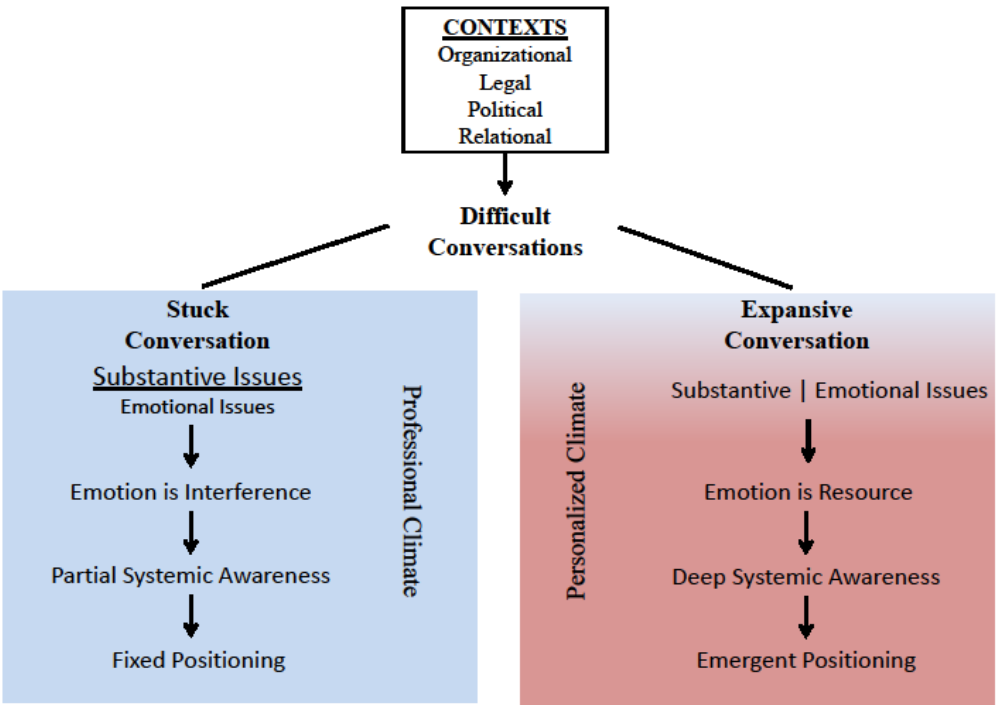 CONTEXTS
Organizational
Legal
Political
Relational
Difficult
Conversations
Stuck
Conversation
Substantive Issues
Emotional Issues
Emotion is Interference
Partial Systemic Awareness
Fixed Positioning
Professional Climate
Expansive
Conversation
Personalized Climate
Substantive | Emotional Issues
Emotion is Resource
Deep Systemic Awareness
Emergent Positioning